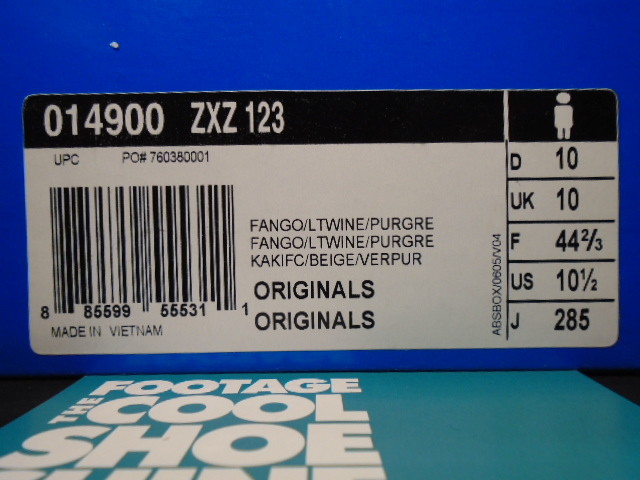 014900 ZXZ 123
UPC PO# 760380001
D 10
UK 10
F 44⅔
US 10½
J 285
FANGO/LTWINE/PURGRE
FANGO/LTWINE/PURGRE
KAKIFC/BEIGE/VERPUR
ORIGINALS
ORIGINALS
8 85599 55531 1
MADE IN VIETNAM
ABSBOX/0605/V04
FOOTAGE
THE COOL
SHOE
SHINE